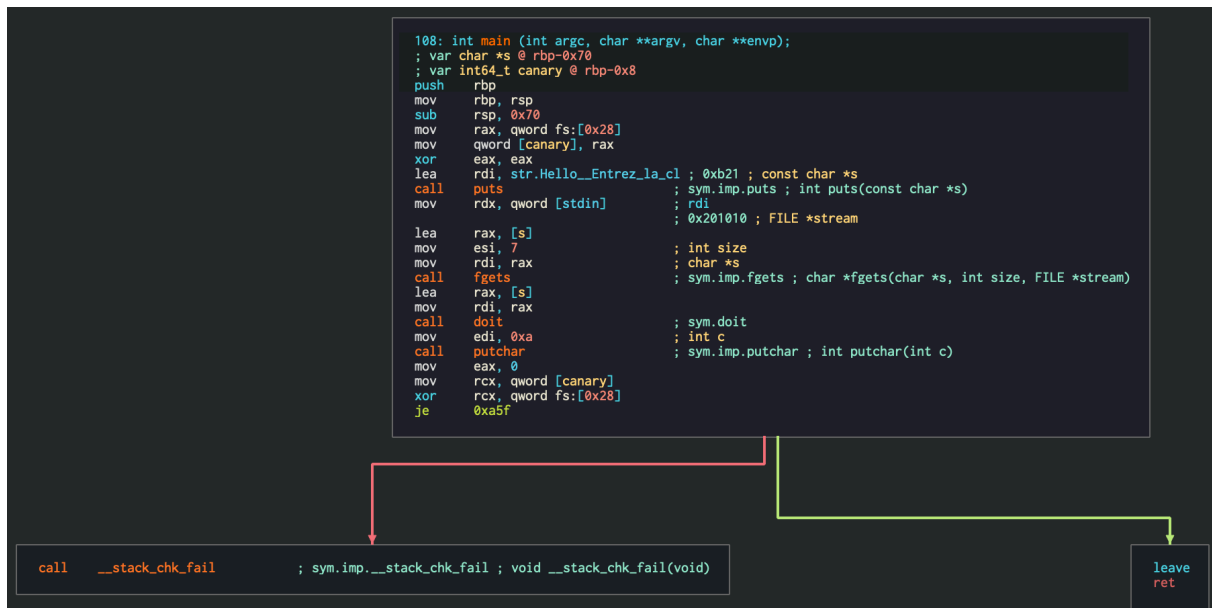 108: int main (int argc, char **argv, char **envp);
; var char *s @ rbp-0x70
; var int64_t canary @ rbp-0x8
push rbp
mov rbp, rsp
sub rsp, 0x70
mov rax, qword fs:[0x28]
mov qword [canary], rax
xor eax, eax
lea rdi, str.Hello__Entrez_la_cl ; 0xb21 ; const char *s
call puts ; sym.imp.puts ; int puts(const char *s)
mov rdx, qword [stdin] ; rdi
; 0x201010 ; FILE *stream
lea rax, [s]
mov esi, 7 ; int size
mov rdi, rax ; char *s
call fgets ; sym.imp.fgets ; char *fgets(char *s, int size, FILE *stream)
lea rax, [s]
mov rdi, rax
call doit ; sym.doit
mov edi, 0xa ; int c
call putchar ; sym.imp.putchar ; int putchar(int c)
mov eax, 0
mov rcx, qword [canary]
xor rcx, qword fs:[0x28]
je 0xa5f
call __stack_chk_fail ; sym.imp.__stack_chk_fail ; void __stack_chk_fail(void)
leave
ret